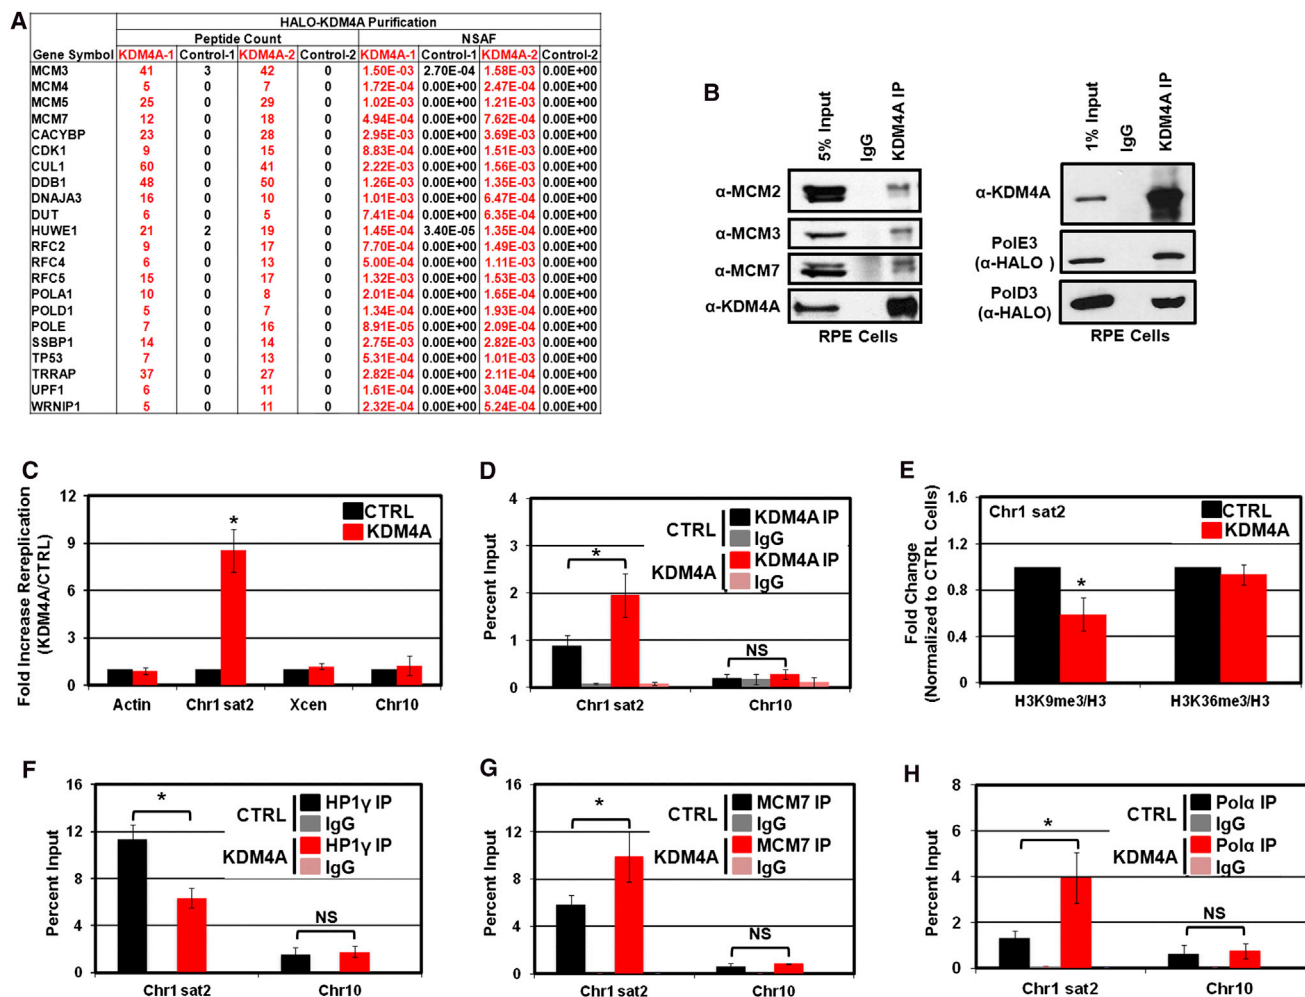 A
HALO-KDM4A Purification
Peptide Count NSAF
Gene Symbol KDM4A-1 Control-1 KDM4A-2 Control-2 KDM4A-1 Control-1 KDM4A-2 Control-2
MCM3 41 3 42 0 1.50E-03 2.70E-04 1.58E-03 0.00E+00
MCM4 5 0 7 0 1.72E-04 0.00E+00 2.47E-04 0.00E+00
MCM5 25 0 29 0 1.02E-03 0.00E+00 1.21E-03 0.00E+00
MCM7 12 0 18 0 4.94E-04 0.00E+00 7.62E-04 0.00E+00
CACYBP 23 0 28 0 2.95E-03 0.00E+00 3.69E-03 0.00E+00
CDK1 9 0 15 0 8.83E-04 0.00E+00 1.51E-03 0.00E+00
CUL1 60 0 41 0 2.22E-03 0.00E+00 1.56E-03 0.00E+00
DDB1 48 0 50 0 1.26E-03 0.00E+00 1.35E-03 0.00E+00
DNAJA3 16 0 10 0 1.01E-03 0.00E+00 6.47E-04 0.00E+00
DUT 6 0 5 0 7.41E-04 0.00E+00 6.35E-04 0.00E+00
HUWE1 21 2 19 0 1.45E-04 3.40E-05 1.35E-04 0.00E+00
RFC2 9 0 17 0 7.70E-04 0.00E+00 1.49E-03 0.00E+00
RFC4 6 0 13 0 5.00E-04 0.00E+00 1.11E-03 0.00E+00
RFC5 15 0 17 0 1.32E-03 0.00E+00 1.53E-03 0.00E+00
POLA1 10 0 8 0 2.01E-04 0.00E+00 1.65E-04 0.00E+00
POLD1 5 0 7 0 1.34E-04 0.00E+00 1.93E-04 0.00E+00
POLE 7 0 16 0 8.91E-05 0.00E+00 2.09E-04 0.00E+00
SSBP1 14 0 14 0 2.75E-03 0.00E+00 2.82E-03 0.00E+00
TP53 7 0 13 0 5.31E-04 0.00E+00 1.01E-03 0.00E+00
TRRAP 37 0 27 0 2.82E-04 0.00E+00 2.11E-04 0.00E+00
UPF1 6 0 11 0 1.61E-04 0.00E+00 3.04E-04 0.00E+00
WRNIP1 5 0 11 0 2.32E-04 0.00E+00 5.24E-04 0.00E+00
B
5% Input
IgG
KDM4A IP
α-MCM2
α-MCM3
α-MCM7
α-KDM4A
RPE Cells
1% Input
IgG
KDM4A IP
α-KDM4A
PolE3
(α-HALO )
PolD3
(α-HALO)
RPE Cells
C
Fold Increase Rereplication
(KDM4A/CTRL)
12
9
6
3
0
CTRL
KDM4A
*
Actin Chr1 sat2 Xcen Chr10
D
Percent Input
4
3
2
1
0
CTRL
KDM4A
KDM4A IP
IgG
KDM4A IP
IgG
*
NS
Chr1 sat2 Chr10
E
Fold Change
(Normalized to CTRL Cells)
1.6
1.2
0.8
0.4
0
Chr1 sat2
CTRL
KDM4A
*
H3K9me3/H3 H3K36me3/H3
F
Percent Input
16
12
8
4
0
CTRL
KDM4A
HP1γ IP
IgG
HP1γ IP
IgG
*
NS
Chr1 sat2 Chr10
G
Percent Input
16
12
8
4
0
CTRL
KDM4A
MCM7 IP
IgG
MCM7 IP
IgG
*
NS
Chr1 sat2 Chr10
H
Percent Input
8
6
4
2
0
CTRL
KDM4A
Polα IP
IgG
Polα IP
IgG
*
NS
Chr1 sat2 Chr10